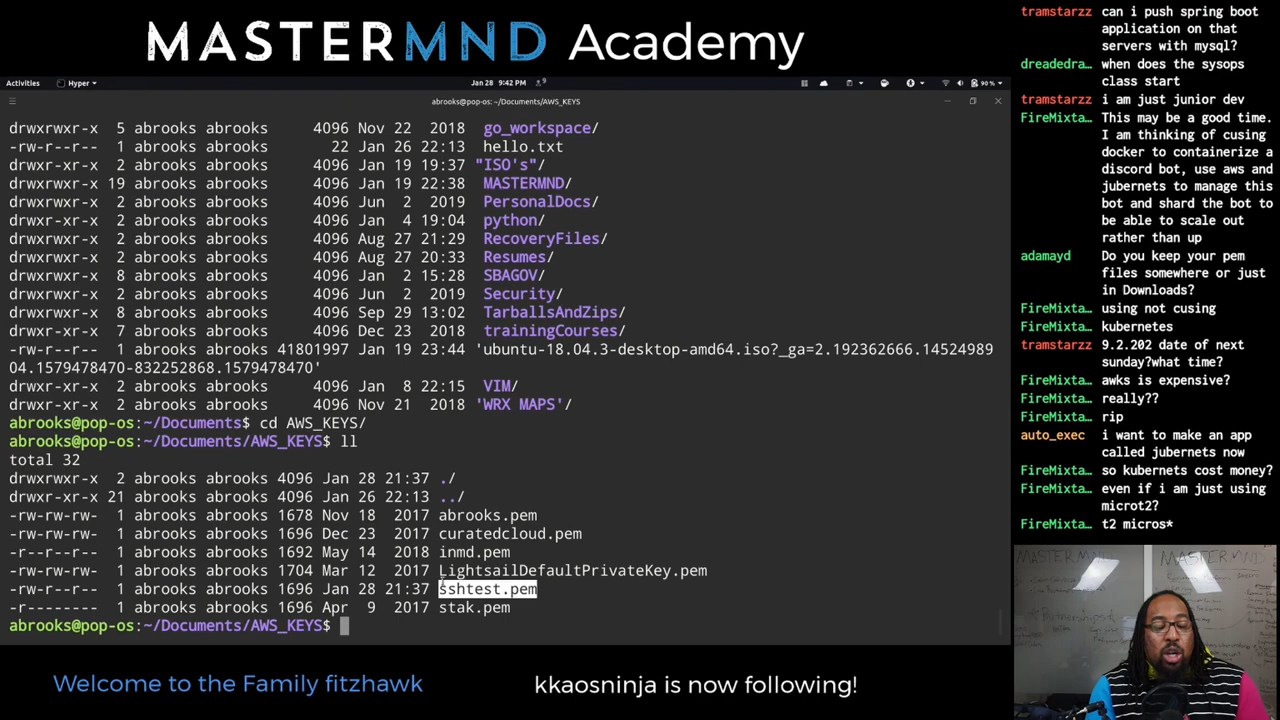 MASTERMND Academy
Activities
Hyper
Jan 28 9:42 PM
9
90 %
abrooks@pop-os: ~/Documents/AWS_KEYS
drwxrwxr-x 5 abrooks abrooks 4096 Nov 22 2018 go_workspace/
-rw-r--r-- 1 abrooks abrooks 22 Jan 26 22:13 hello.txt
drwxrwxr-x 2 abrooks abrooks 4096 Jan 19 19:37 "ISO's"/
drwxrwxr-x 19 abrooks abrooks 4096 Jan 19 22:38 MASTERMND/
drwxrwxr-x 2 abrooks abrooks 4096 Jun 2 2019 PersonalDocs/
drwxrwxr-x 2 abrooks abrooks 4096 Jan 4 19:04 python/
drwxrwxr-x 2 abrooks abrooks 4096 Aug 27 21:29 RecoveryFiles/
drwxrwxr-x 2 abrooks abrooks 4096 Aug 27 20:33 Resumes/
drwxrwxr-x 8 abrooks abrooks 4096 Jan 2 15:28 SBAGOV/
drwxrwxr-x 2 abrooks abrooks 4096 Jun 2 2019 Security/
drwxrwxr-x 8 abrooks abrooks 4096 Sep 29 13:02 TarballsAndZips/
drwxrwxr-x 7 abrooks abrooks 4096 Dec 23 2018 trainingCourses/
-rw-rw-r-- 1 abrooks abrooks 41801997 Jan 19 23:44 'ubuntu-18.04.3-desktop-amd64.iso?_ga=2.192362666.14524989
04.1579478470-832252868.1579478470'
drwxrwxr-x 2 abrooks abrooks 4096 Jan 8 22:15 VIM/
drwxrwxr-x 2 abrooks abrooks 4096 Nov 21 2018 'WRX MAPS'/
abrooks@pop-os:~/Documents$ cd AWS_KEYS/
abrooks@pop-os:~/Documents/AWS_KEYS$ ll
total 32
drwxrwxr-x 2 abrooks abrooks 4096 Jan 28 21:37 ./
drwxr-xr-x 21 abrooks abrooks 4096 Jan 26 22:13 ../
-rw-rw-rw- 1 abrooks abrooks 1678 Nov 18 2017 abrooks.pem
-rw-rw-rw- 1 abrooks abrooks 1696 Dec 23 2017 curatedcloud.pem
-r--r--r-- 1 abrooks abrooks 1692 May 14 2018 inmd.pem
-rw-rw-rw- 1 abrooks abrooks 1704 Mar 12 2017 LightsailDefaultPrivateKey.pem
-rw-r--r-- 1 abrooks abrooks 1696 Jan 28 21:37 sshtest.pem
-r-------- 1 abrooks abrooks 1696 Apr 9 2017 stak.pem
abrooks@pop-os:~/Documents/AWS_KEYS$
tramstarzz can i push spring boot
application on that
servers with mysql?
dreadedra… when does the sysops
class start
tramstarzz i am just junior dev
FireMixta… This may be a good time.
I am thinking of cusing
docker to containerize a
discord bot, use aws and
jubernets to manage this
bot and share the bot to
be able to scale out
rather than up
adamayd Do you keep your pem
files somewhere or just
in Downloads?
FireMixta… using not cusing
FireMixta… kubernetes
tramstarzz 9.2.202 date of next
sunday?what time?
FireMixta… awks is expensive?
FireMixta… really??
FireMixta… rip
auto_exec i want to make an app
called jubernets now
FireMixta… so kubernets cost money?
FireMixta… even if i am just using
microt2?
FireMixta… t2 micros*
Welcome to the Family fitzhawk
kkaosninja is now following!